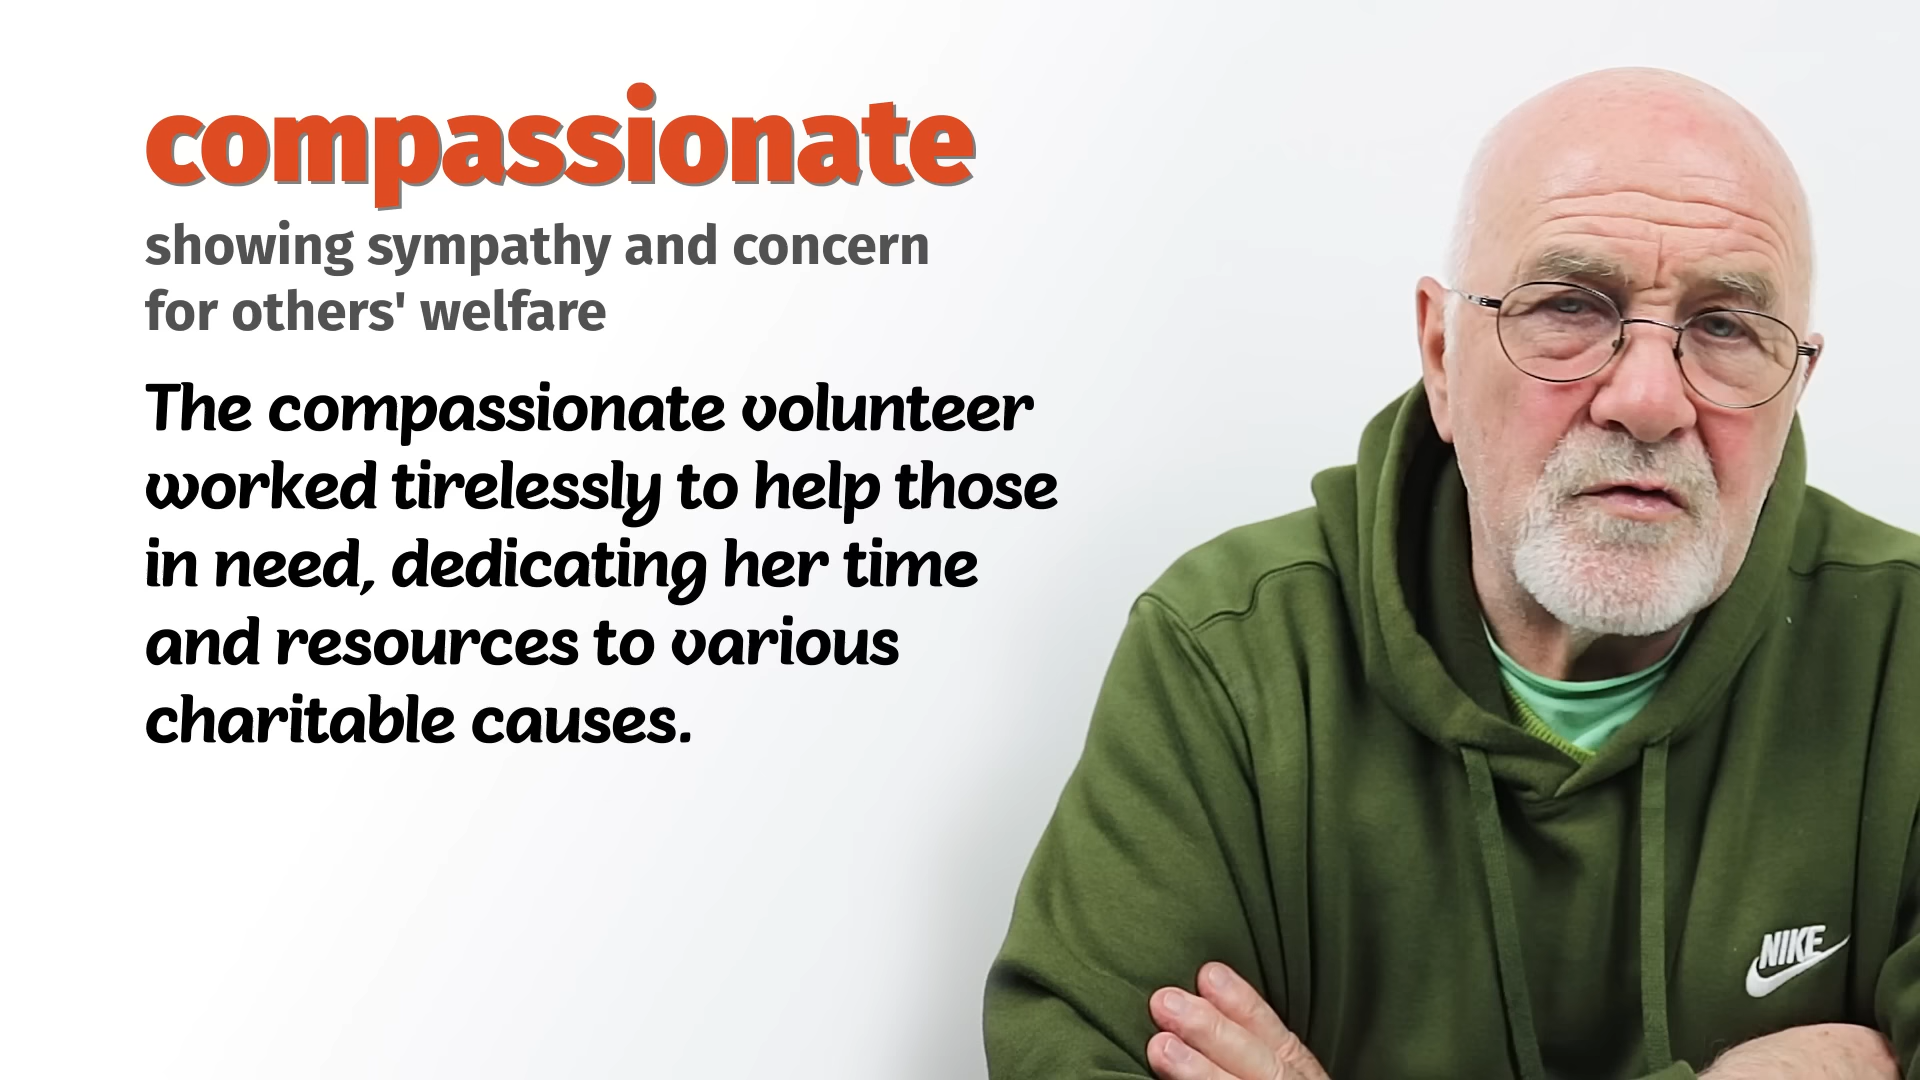 compassionate
showing sympathy and concern
for others' welfare
The compassionate volunteer
worked tirelessly to help those
in need, dedicating her time
and resources to various
charitable causes.
NIKE